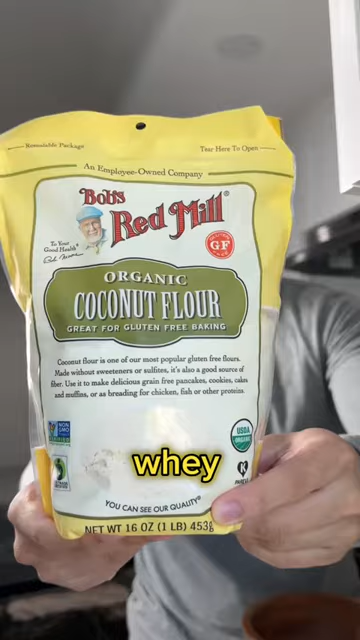 Resealable Package
Tear Here To Open
An Employee-Owned Company
Bob's
Red Mill®
To Your
Good Health®
GF
ORGANIC
COCONUT FLOUR
GREAT FOR GLUTEN FREE BAKING
Coconut flour is one of our most popular gluten free flours.
Made without sweeteners or sulfites, it's also a good source of
fiber. Use it to make delicious grain free pancakes, cookies, cakes
and muffins, or as breading for chicken, fish or other proteins.
NON
GMO
USDA
ORGANIC
whey
K
YOU CAN SEE OUR QUALITY®
NET WT 16 OZ (1 LB) 453g